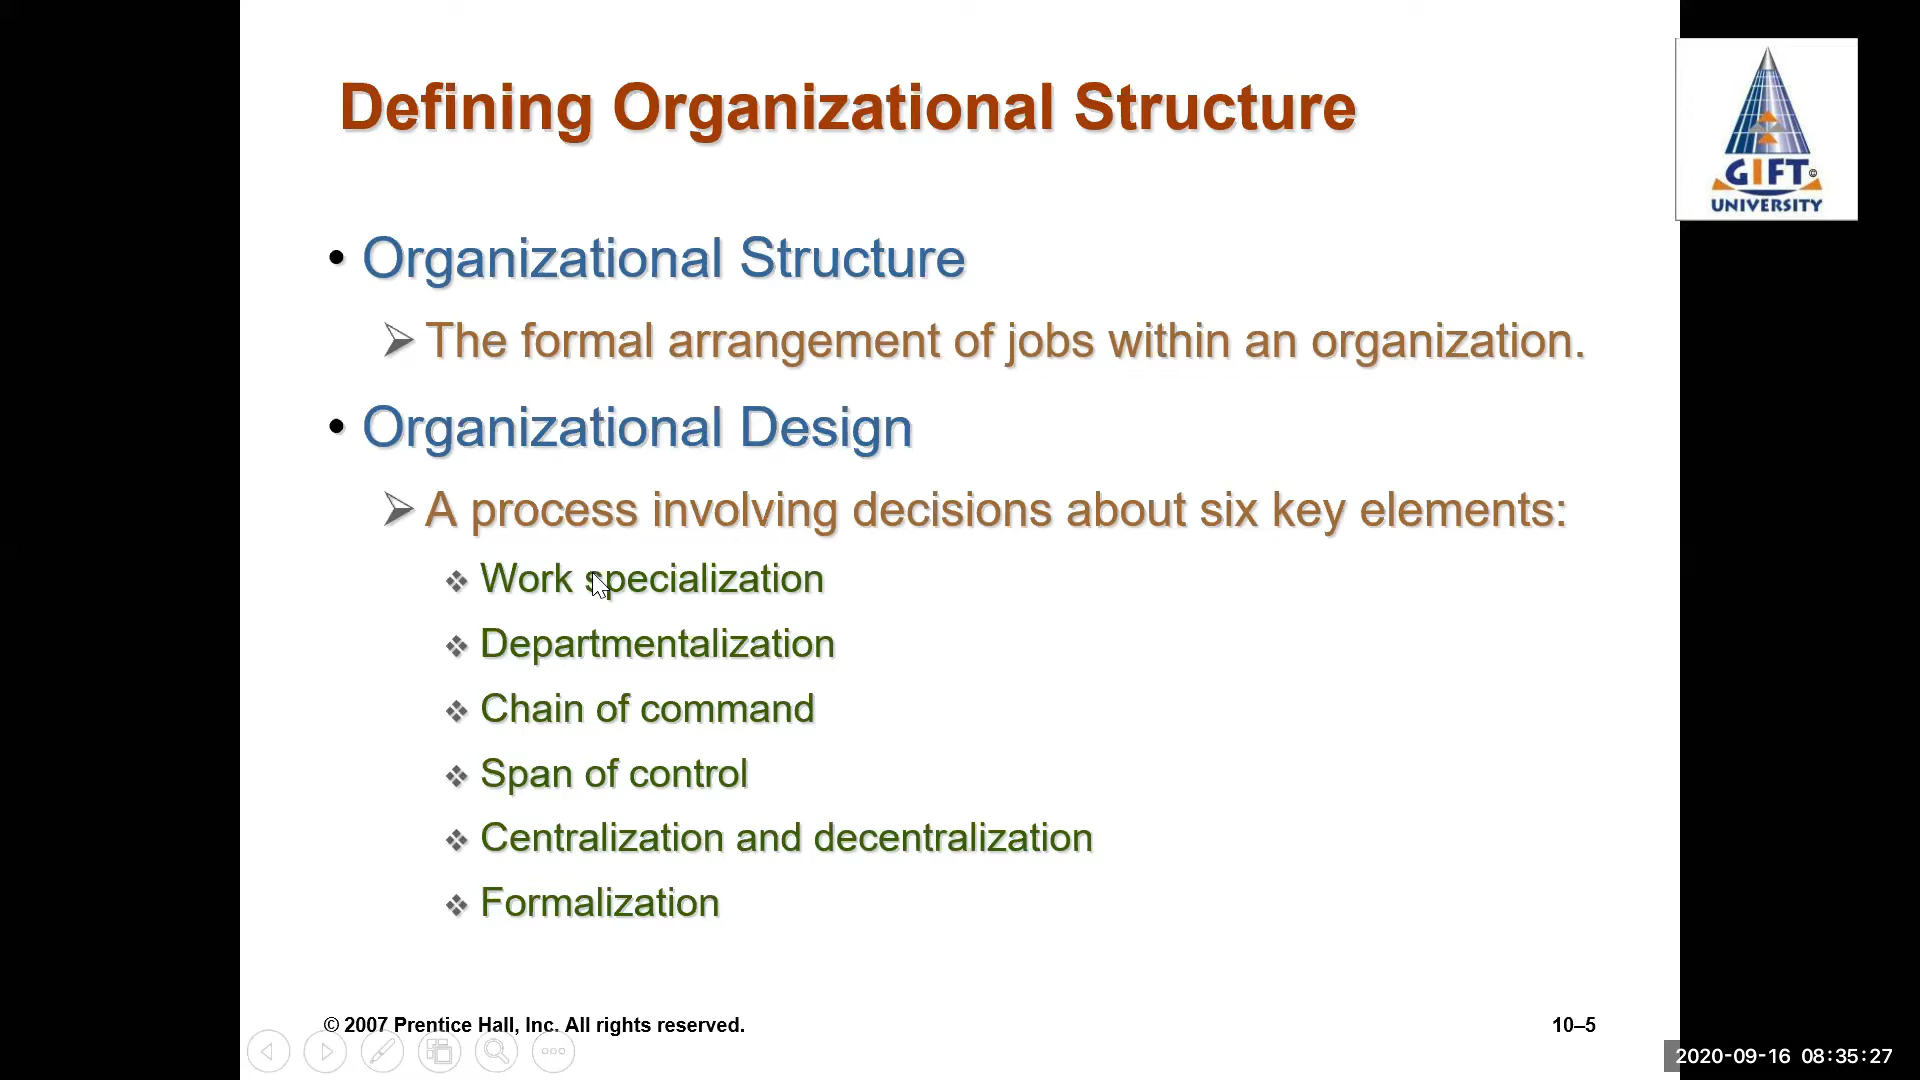 Defining Organizational Structure
GIFT©
UNIVERSITY
• Organizational Structure
➢ The formal arrangement of jobs within an organization.
• Organizational Design
➢ A process involving decisions about six key elements:
❖ Work specialization
❖ Departmentalization
❖ Chain of command
❖ Span of control
❖ Centralization and decentralization
❖ Formalization
© 2007 Prentice Hall, Inc. All rights reserved.
10–5
2020-09-16 08:35:27